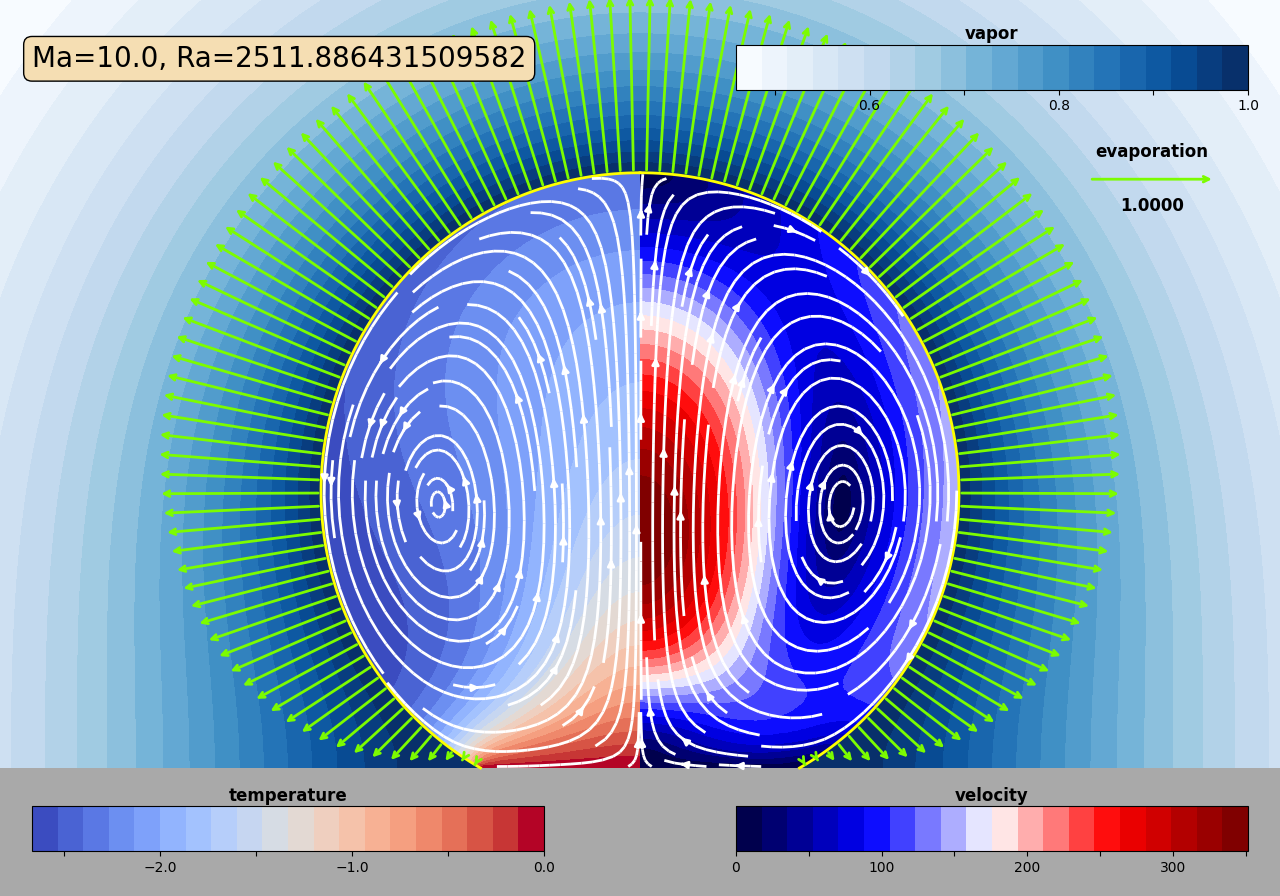 Ma=10.0, Ra=2511.886431509582
vapor
0.6 0.8 1.0
evaporation
1.0000
temperature
−2.0 −1.0 0.0
velocity
0 100 200 300